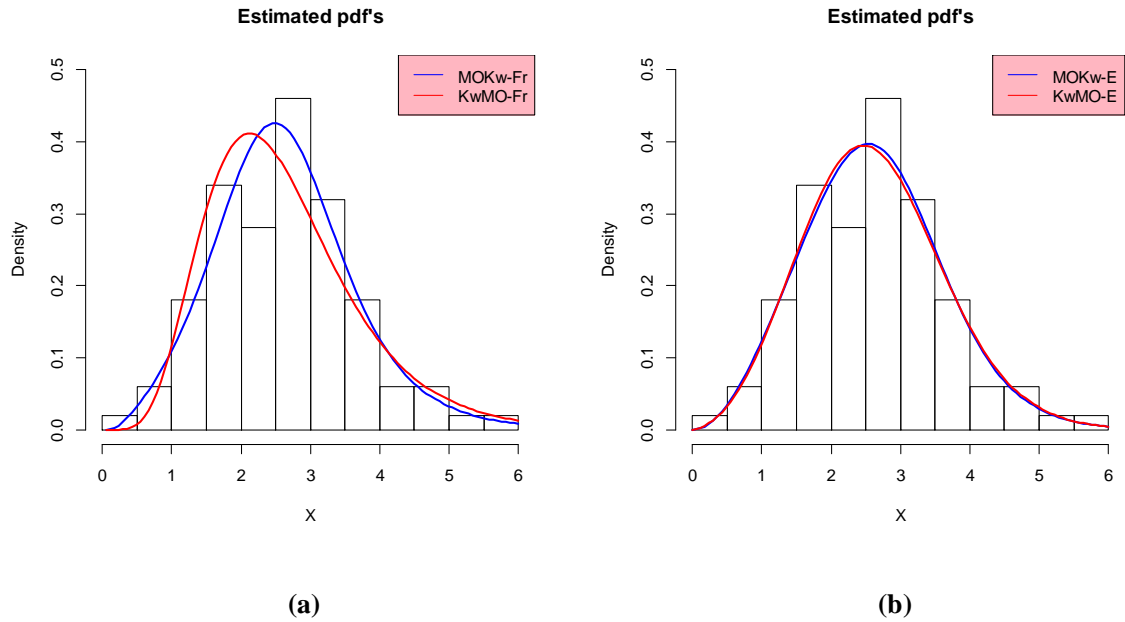 Estimated pdf's
MOKw-Fr
KwMO-Fr
Density
0.0
0.1
0.2
0.3
0.4
0.5
0 1 2 3 4 5 6
X
(a)
Estimated pdf's
MOKw-E
KwMO-E
Density
0.0
0.1
0.2
0.3
0.4
0.5
0 1 2 3 4 5 6
X
(b)